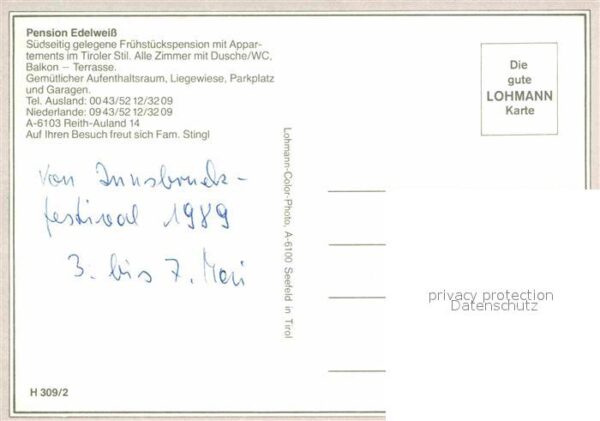 Pension Edelweiß
Südseitig gelegene Frühstückspension mit Appar-
tements im Tiroler Stil. Alle Zimmer mit Dusche/WC,
Balkon – Terrasse.
Gemütlicher Aufenthaltsraum, Liegewiese, Parkplatz
und Garagen.
Tel. Ausland: 00 43/52 12/32 09
Niederlande: 09 43/52 12/32 09
A-6103 Reith-Auland 14
Auf Ihren Besuch freut sich Fam. Stingl
Von Innsbruck-
festival 1989
3. bis 7. Mai
H 309/2
Lohmann-Color-Photo, A-6100 Seefeld in Tirol
Die
gute
LOHMANN
Karte
privacy protection
Datenschutz